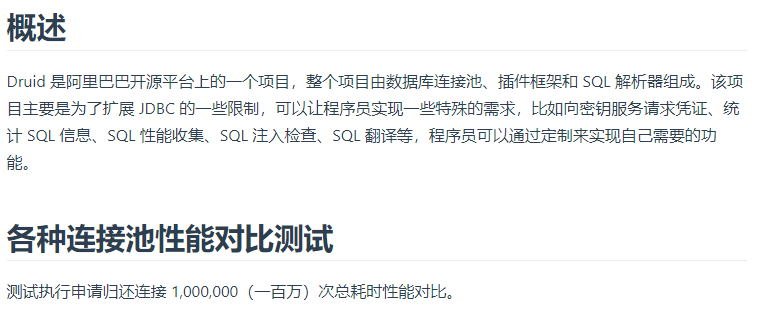 概述
Druid 是阿里巴巴开源平台上的一个项目，整个项目由数据库连接池、插件框架和 SQL 解析器组成。该项
目主要是为了扩展 JDBC 的一些限制，可以让程序员实现一些特殊的需求，比如向密钥服务请求凭证、统
计 SQL 信息、SQL 性能收集、SQL 注入检查、SQL 翻译等，程序员可以通过定制来实现自己需要的功
能。
各种连接池性能对比测试
测试执行申请归还连接 1,000,000（一百万）次总耗时性能对比。